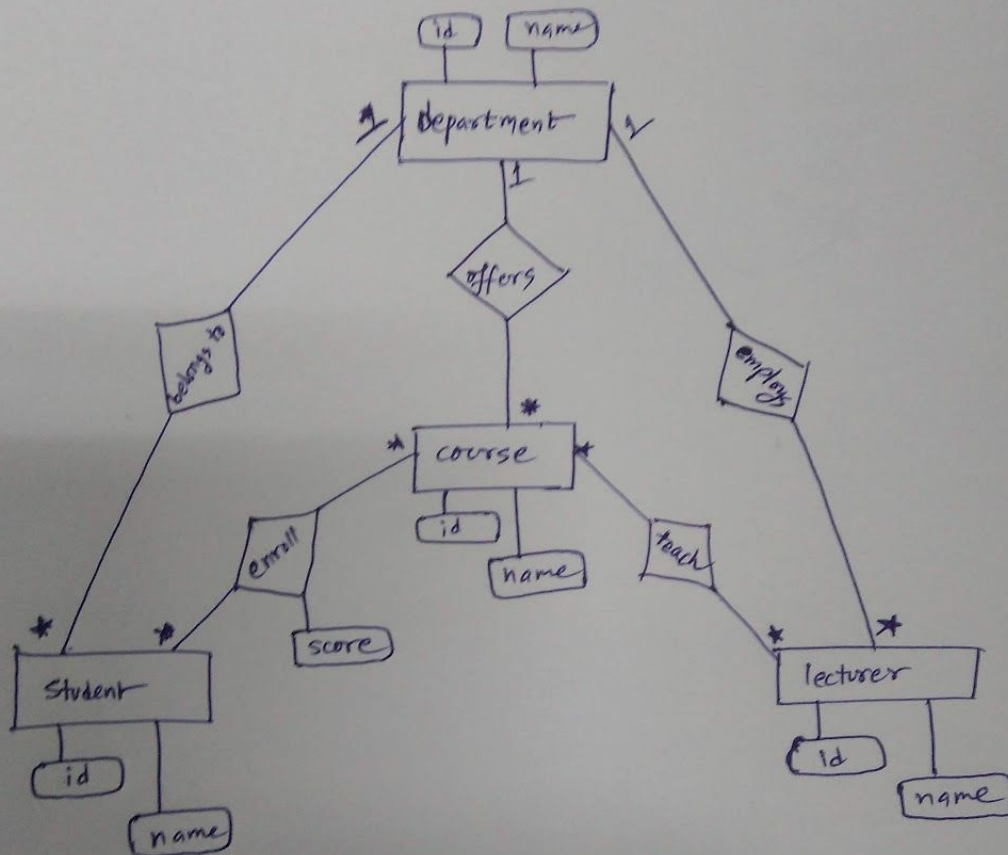 id
name
1
Department
1
1
offers
belongs to
employs
*
*
course
*
enroll
id
teach
name
*
*
score
*
*
Student
lecturer
id
id
name
name